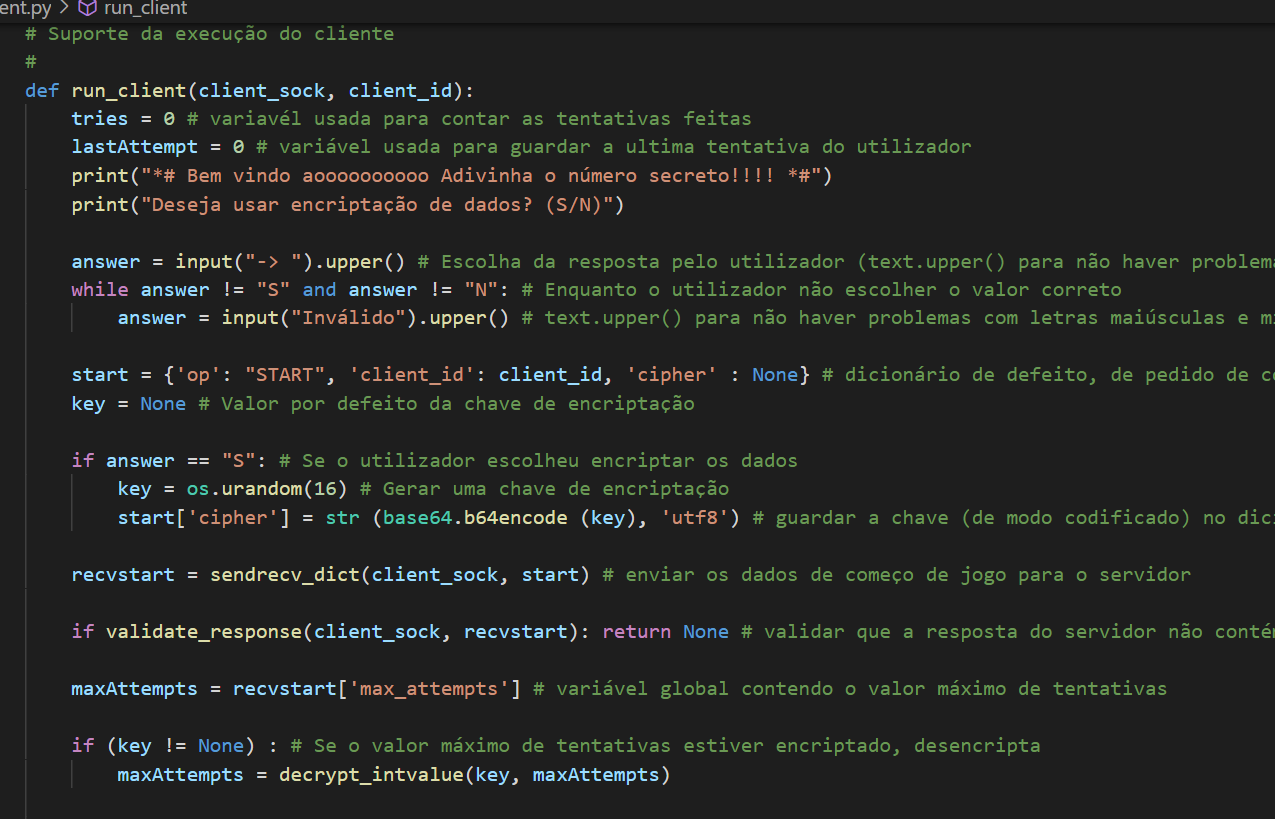 ent.py > run_client
# Suporte da execução do cliente
#
def run_client(client_sock, client_id):
tries = 0 # variavél usada para contar as tentativas feitas
lastAttempt = 0 # variável usada para guardar a ultima tentativa do utilizador
print("*# Bem vindo aoooooooooo Adivinha o número secreto!!!! *#")
print("Deseja usar encriptação de dados? (S/N)")
answer = input("-> ").upper() # Escolha da resposta pelo utilizador (text.upper() para não haver problema
while answer != "S" and answer != "N": # Enquanto o utilizador não escolher o valor correto
answer = input("Inválido").upper() # text.upper() para não haver problemas com letras maiúsculas e mi
start = {'op': "START", 'client_id': client_id, 'cipher' : None} # dicionário de defeito, de pedido de co
key = None # Valor por defeito da chave de encriptação
if answer == "S": # Se o utilizador escolheu encriptar os dados
key = os.urandom(16) # Gerar uma chave de encriptação
start['cipher'] = str (base64.b64encode (key), 'utf8') # guardar a chave (de modo codificado) no dici
recvstart = sendrecv_dict(client_sock, start) # enviar os dados de começo de jogo para o servidor
if validate_response(client_sock, recvstart): return None # validar que a resposta do servidor não contém
maxAttempts = recvstart['max_attempts'] # variável global contendo o valor máximo de tentativas
if (key != None) : # Se o valor máximo de tentativas estiver encriptado, desencripta
maxAttempts = decrypt_intvalue(key, maxAttempts)